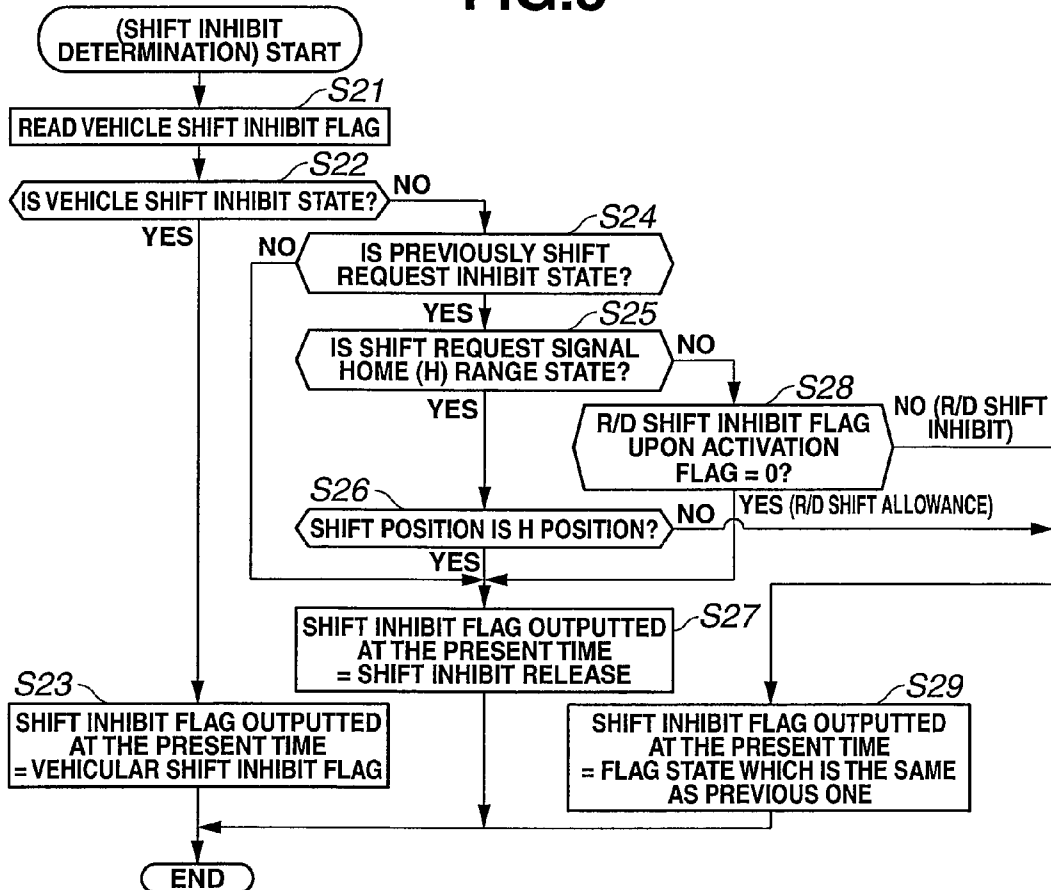 (SHIFT INHIBIT
DETERMINATION) START
S21
READ VEHICLE SHIFT INHIBIT FLAG
S22
IS VEHICLE SHIFT INHIBIT STATE?
NO
YES
S24
NO
IS PREVIOUSLY SHIFT
REQUEST INHIBIT STATE?
YES
S25
IS SHIFT REQUEST SIGNAL
HOME (H) RANGE STATE?
NO
YES
S28
R/D SHIFT INHIBIT FLAG
UPON ACTIVATION
FLAG = 0?
NO (R/D SHIFT
INHIBIT)
YES (R/D SHIFT ALLOWANCE)
S26
SHIFT POSITION IS H POSITION?
NO
YES
S27
SHIFT INHIBIT FLAG OUTPUTTED
AT THE PRESENT TIME
= SHIFT INHIBIT RELEASE
S23
SHIFT INHIBIT FLAG OUTPUTTED
AT THE PRESENT TIME
= VEHICULAR SHIFT INHIBIT FLAG
S29
SHIFT INHIBIT FLAG OUTPUTTED
AT THE PRESENT TIME
= FLAG STATE WHICH IS THE SAME
AS PREVIOUS ONE
END